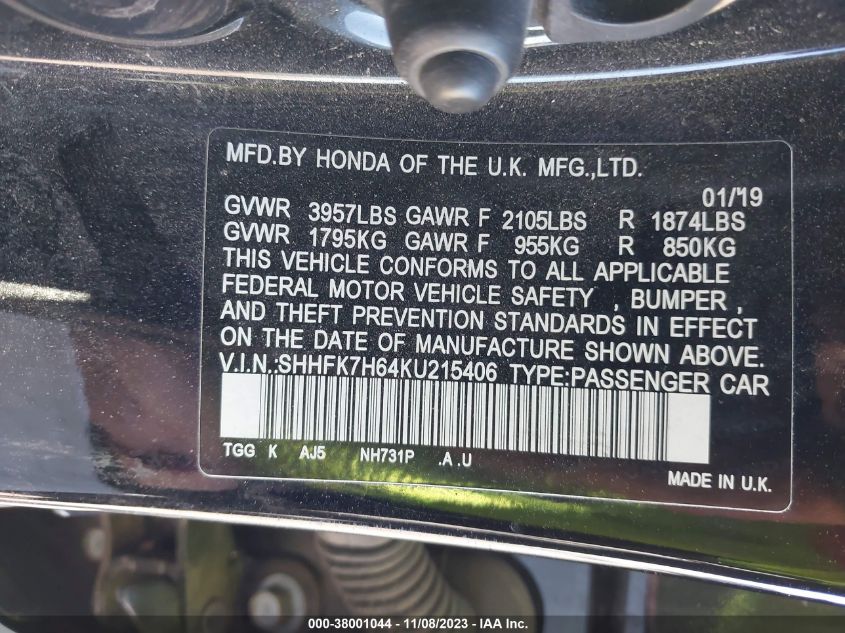 MFD.BY HONDA OF THE U.K. MFG.,LTD.
01/'19
GVWR 3957LBS GAWR F 2105LBS R 1874LBS
GVWR 1795KG GAWR F 955KG R 850KG
THIS VEHICLE CONFORMS TO ALL APPLICABLE
FEDERAL MOTOR VEHICLE SAFETY , BUMPER ,
AND THEFT PREVENTION STANDARDS IN EFFECT
ON THE DATE OF MANUFACTURE SHOWN ABOVE.
V.I.N.:SHHFK7H64KU215406 TYPE:PASSENGER CAR
TGG K AJ5 NH731P .A .U
MADE IN U.K.
000-38001044 - 11/08/2023 - IAA Inc.